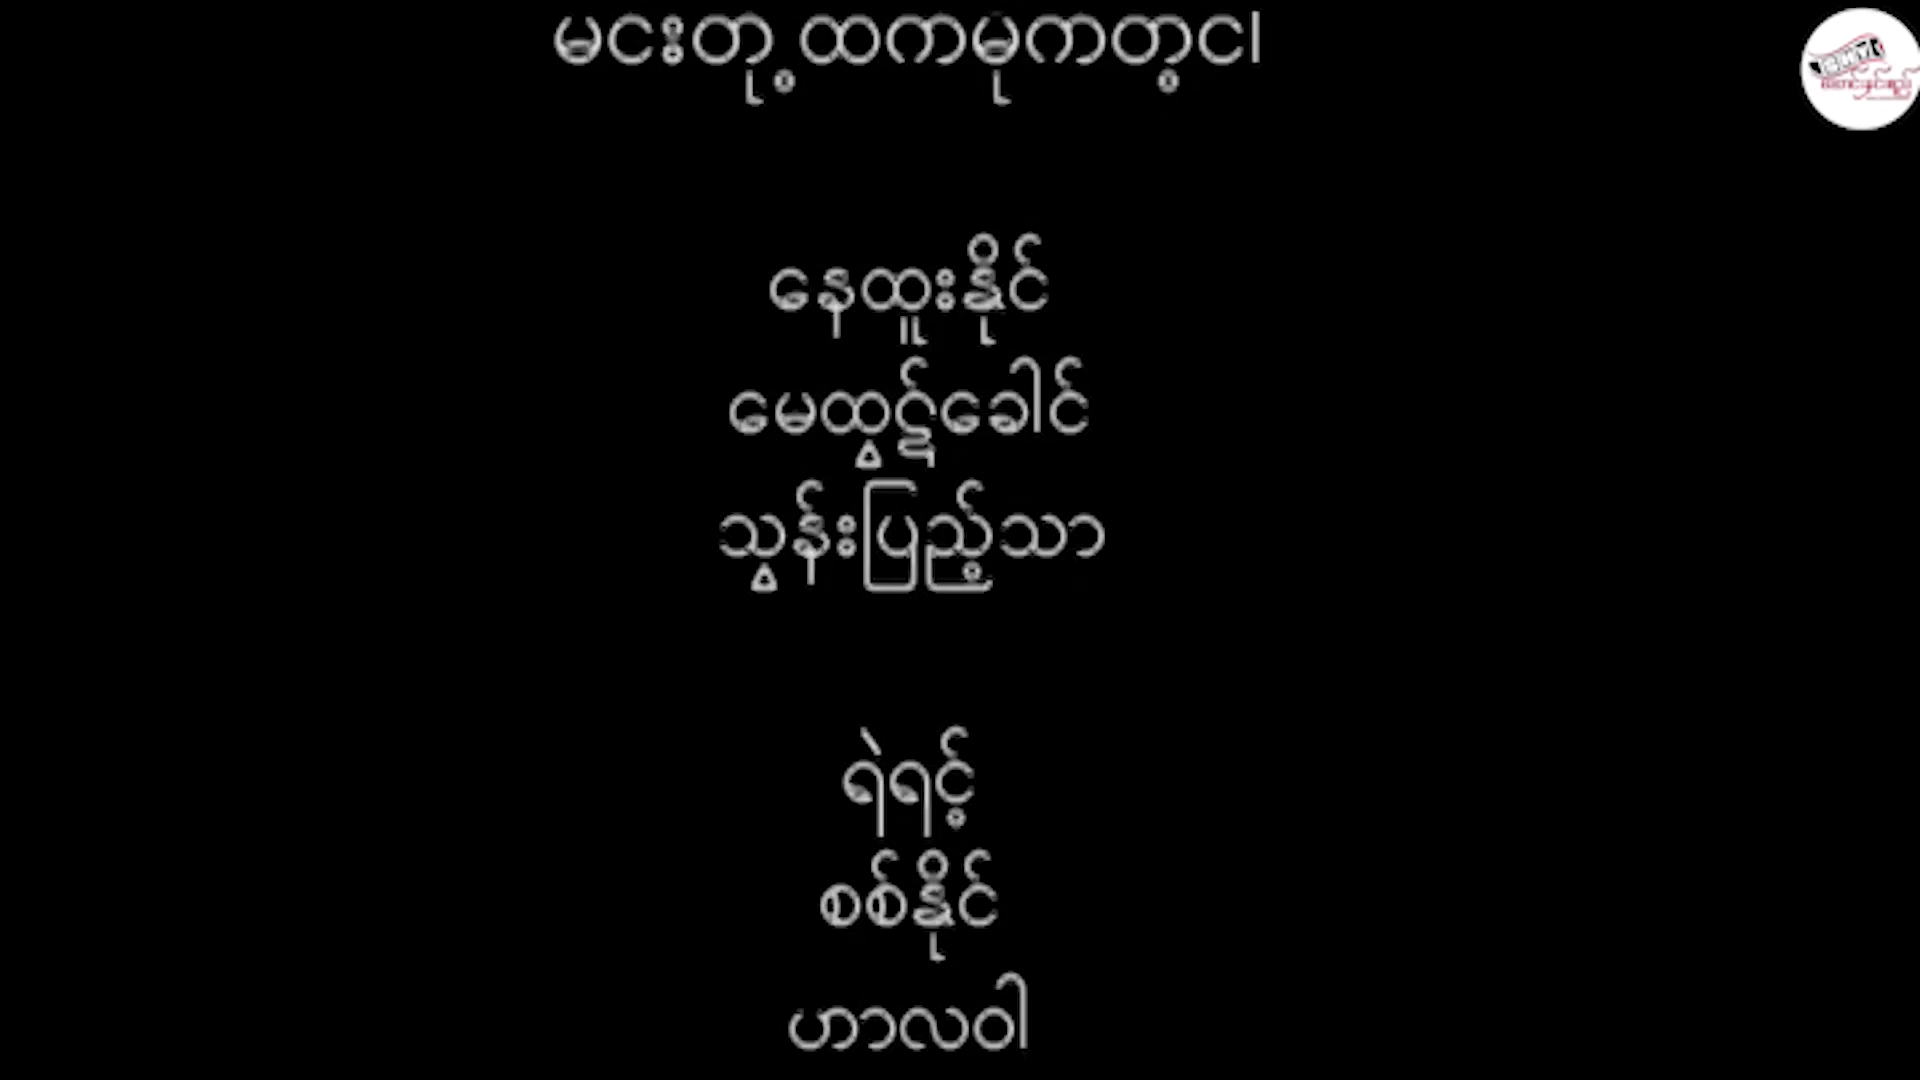 မင်းတု့ထကမုကတ့ငါ
နေထူးနိုင်
မေထွဋ်ခေါင်
သွန်းပြည့်သာ
ရဲရင့်
စစ်နိုင်
ဟာလဝါ